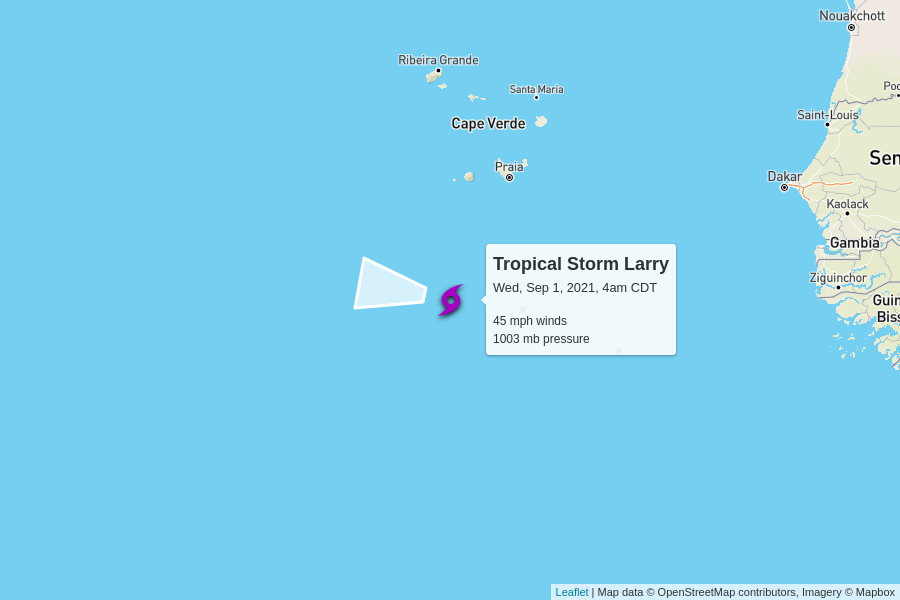 Nouakchott
Ribeira Grande
Santa Maria
Saint-Louis
Cape Verde
Sen
Praia
Dakar
Kaolack
Gambia
Ziguinchor
Guin
Biss
Tropical Storm Larry
Wed, Sep 1, 2021, 4am CDT
45 mph winds
1003 mb pressure
Leaflet | Map data © OpenStreetMap contributors, Imagery © Mapbox